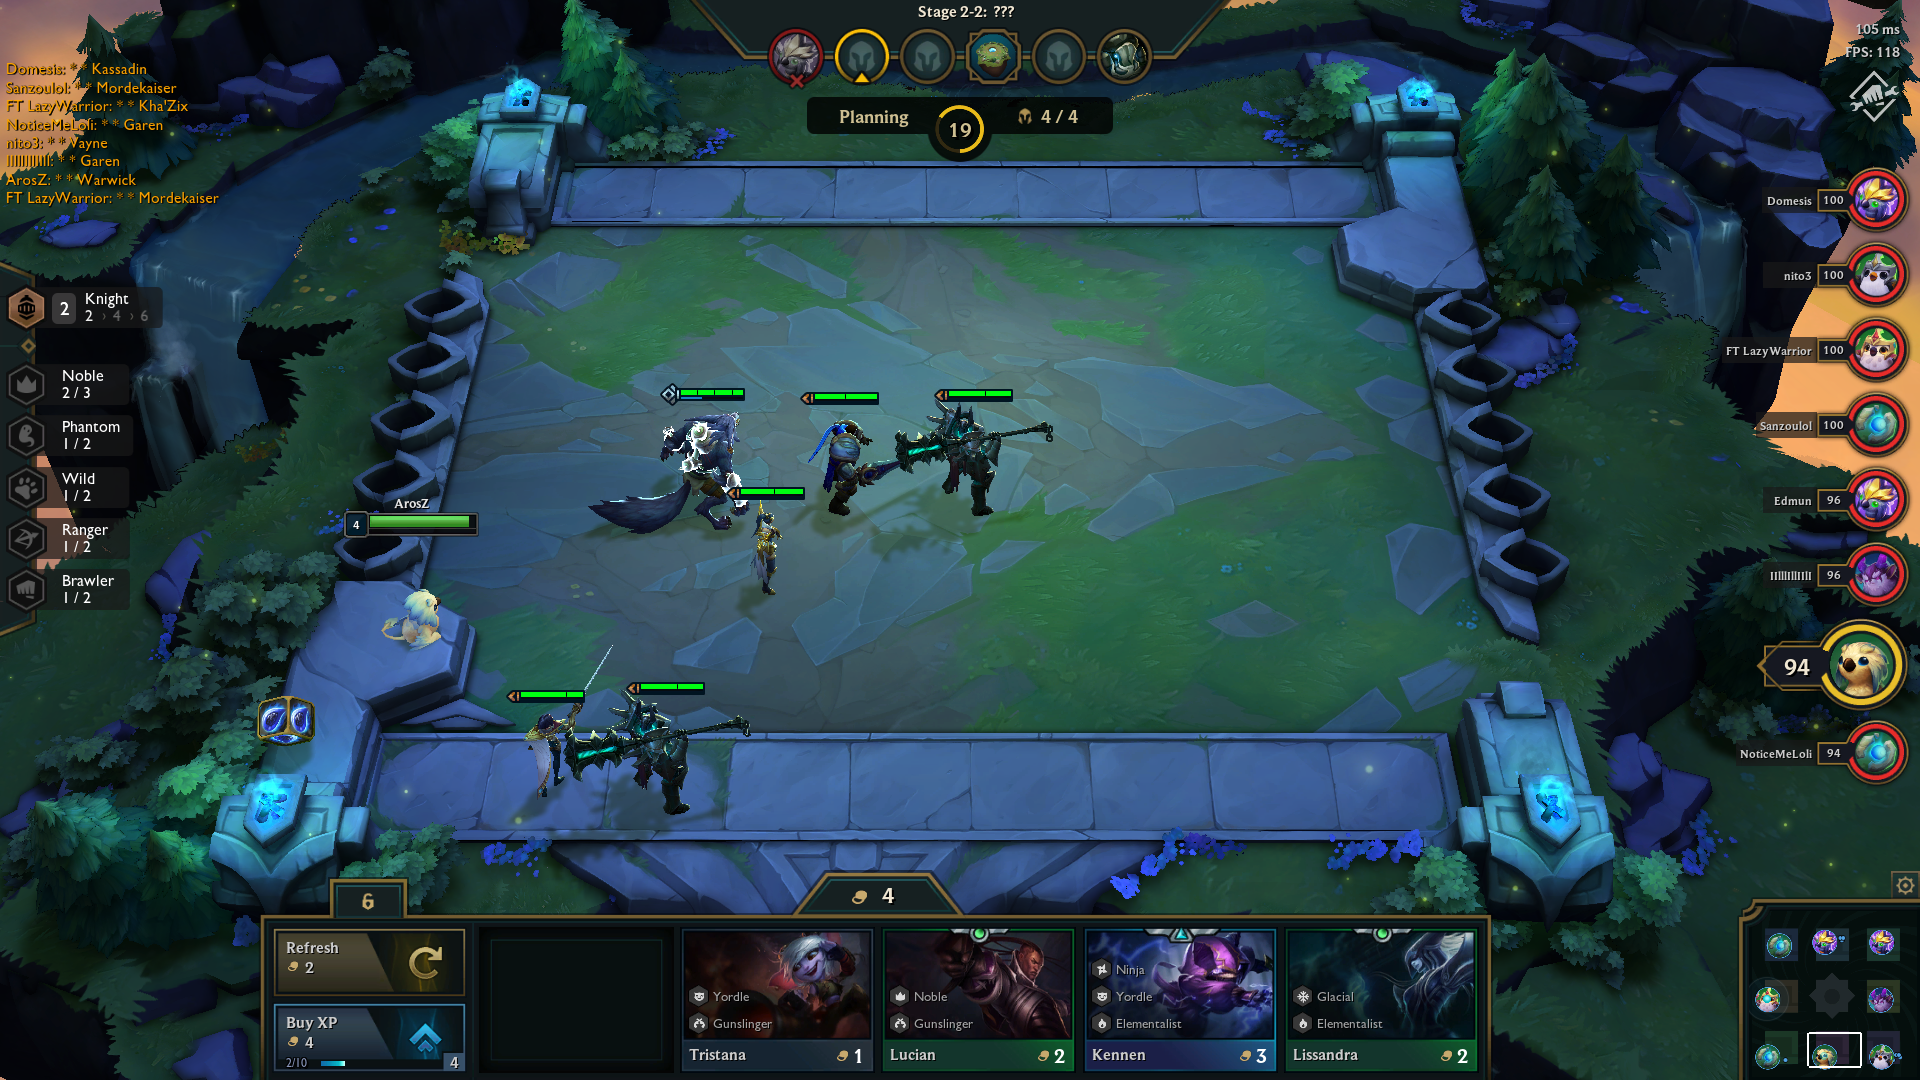 Stage 2-2: ???
105 ms
FPS: 118
Domesis: * * Kassadin
Sanzoulol: * * Mordekaiser
FT LazyWarrior: * * Kha'Zix
NoticeMeLoli: * * Garen
nito3: * * Vayne
* * Garen
ArosZ: * * Warwick
FT LazyWarrior: * * Mordekaiser
Planning
19
4 / 4
2
Knight
2 › 4 › 6
Noble
2 / 3
Phantom
1 / 2
Wild
1 / 2
Ranger
1 / 2
Brawler
1 / 2
ArosZ
4
Domesis 100
nito3 100
FT LazyWarrior 100
Sanzoulol 100
Edmun 96
96
94
NoticeMeLoli 94
6
4
Refresh
2
Buy XP
4
2/10
4
Yordle
Gunslinger
Tristana 1
Noble
Gunslinger
Lucian 2
Ninja
Yordle
Elementalist
Kennen 3
Glacial
Elementalist
Lissandra 2